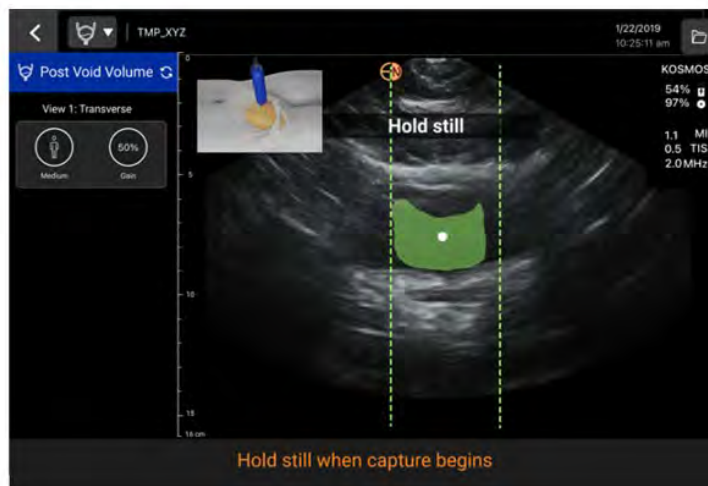 TMP_XYZ
1/22/2019
10:25:11 am
Post Void Volume
View 1: Transverse
Medium
50%
Gain
0
5
10
15
16 cm
N
Hold still
KOSMOS
54%
97%
1.1 MI
0.5 TIS
2.0 MHz
Hold still when capture begins